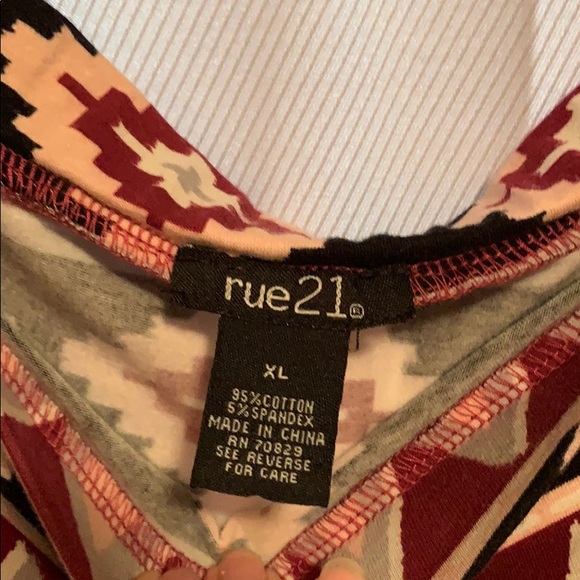 rue21®
XL
95%COTTON
5%SPANDEX
MADE IN CHINA
RN 70829
SEE REVERSE
FOR CARE